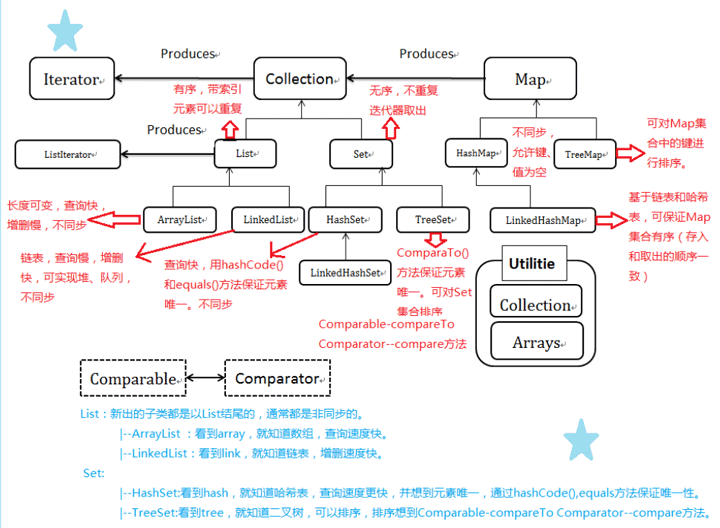 Produces
Produces
Iterator
Collection
Map
有序，带索引
元素可以重复
无序，不重复
迭代器取出
Produces
ListIterator
List
Set
HashMap
不同步，
允许键、
值为空
TreeMap
可对Map集
合中的键进
行排序。
长度可变，查询快，
增删慢，不同步
ArrayList
LinkedList
HashSet
TreeSet
LinkedHashMap
基于链表和哈希
表，可保证Map
集合有序（存入
和取出的顺序一
致）
链表，查询慢，增删
快，可实现堆、队列，
不同步
查询快，用hashCode()
和equals()方法保证元素
唯一。不同步
LinkedHashSet
ComparaTo()
方法保证元素
唯一。可对Set
集合排序
Comparable-compareTo
Comparator--compare方法
Utilitie
Collection
Arrays
Comparable
Comparator
List：新出的子类都是以List结尾的，通常都是非同步的。
|--ArrayList ：看到array，就知道数组，查询速度快。
|--LinkedList：看到link，就知道链表，增删速度快。
Set:
|--HashSet:看到hash，就知道哈希表，查询速度更快，并想到元素唯一，通过hashCode(),equals方法保证唯一性。
|--TreeSet:看到tree，就知道二叉树，可以排序，排序想到Comparable-compareTo Comparator--compare方法。